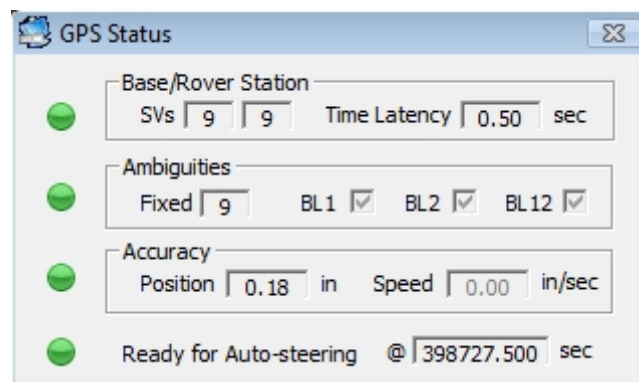 GPS Status
Base/Rover Station
SVs 9 9 Time Latency 0.50 sec
Ambiguities
Fixed 9 BL1 BL2 BL12
Accuracy
Position 0.18 in Speed 0.00 in/sec
Ready for Auto-steering @ 398727.500 sec